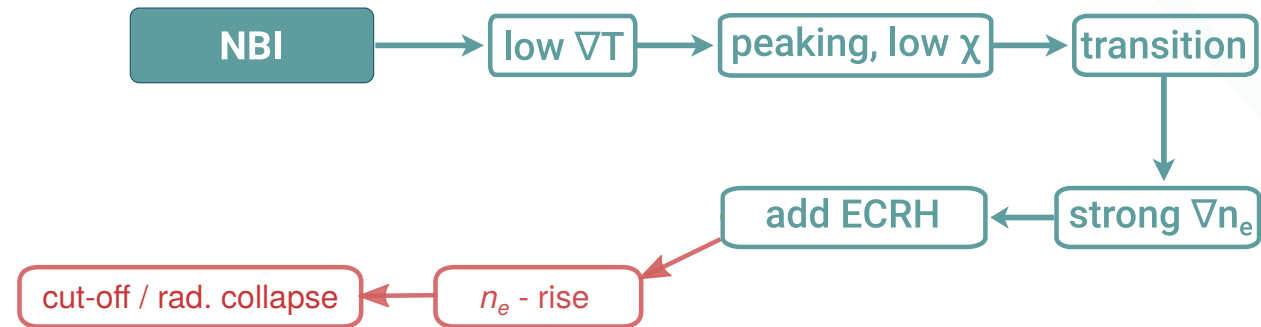 NBI
low ∇T
peaking, low χ
transition
strong ∇nₑ
add ECRH
nₑ - rise
cut-off / rad. collapse